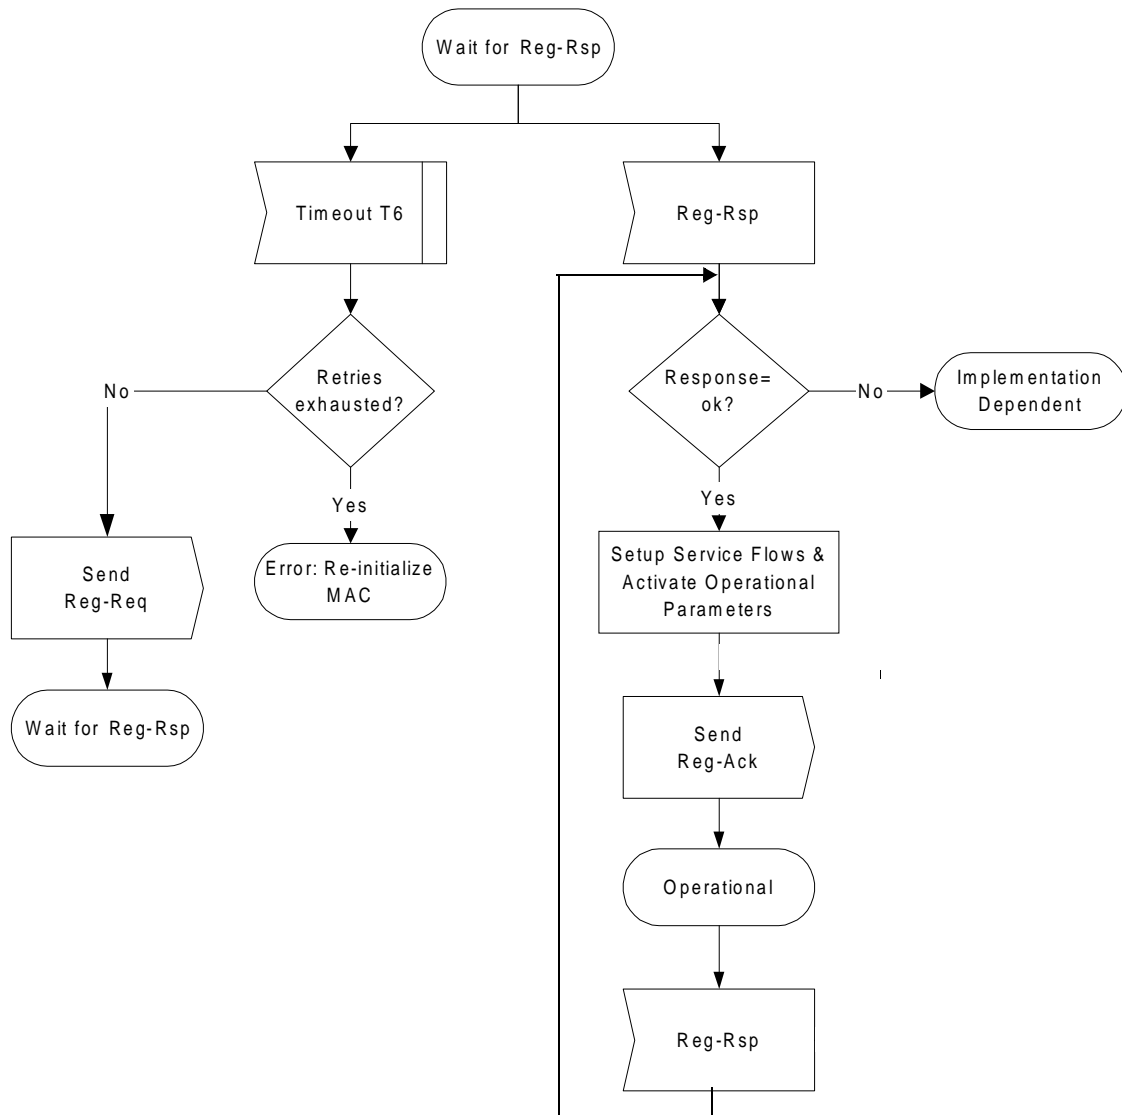 Wait for Reg-Rsp
Timeout T6
Reg-Rsp
Retries
exhausted?
No
Yes
Response=
ok?
No
Implementation
Dependent
Yes
Send
Reg-Req
Error: Re-initialize
MAC
Setup Service Flows &
Activate Operational
Parameters
Wait for Reg-Rsp
Send
Reg-Ack
Operational
Reg-Rsp